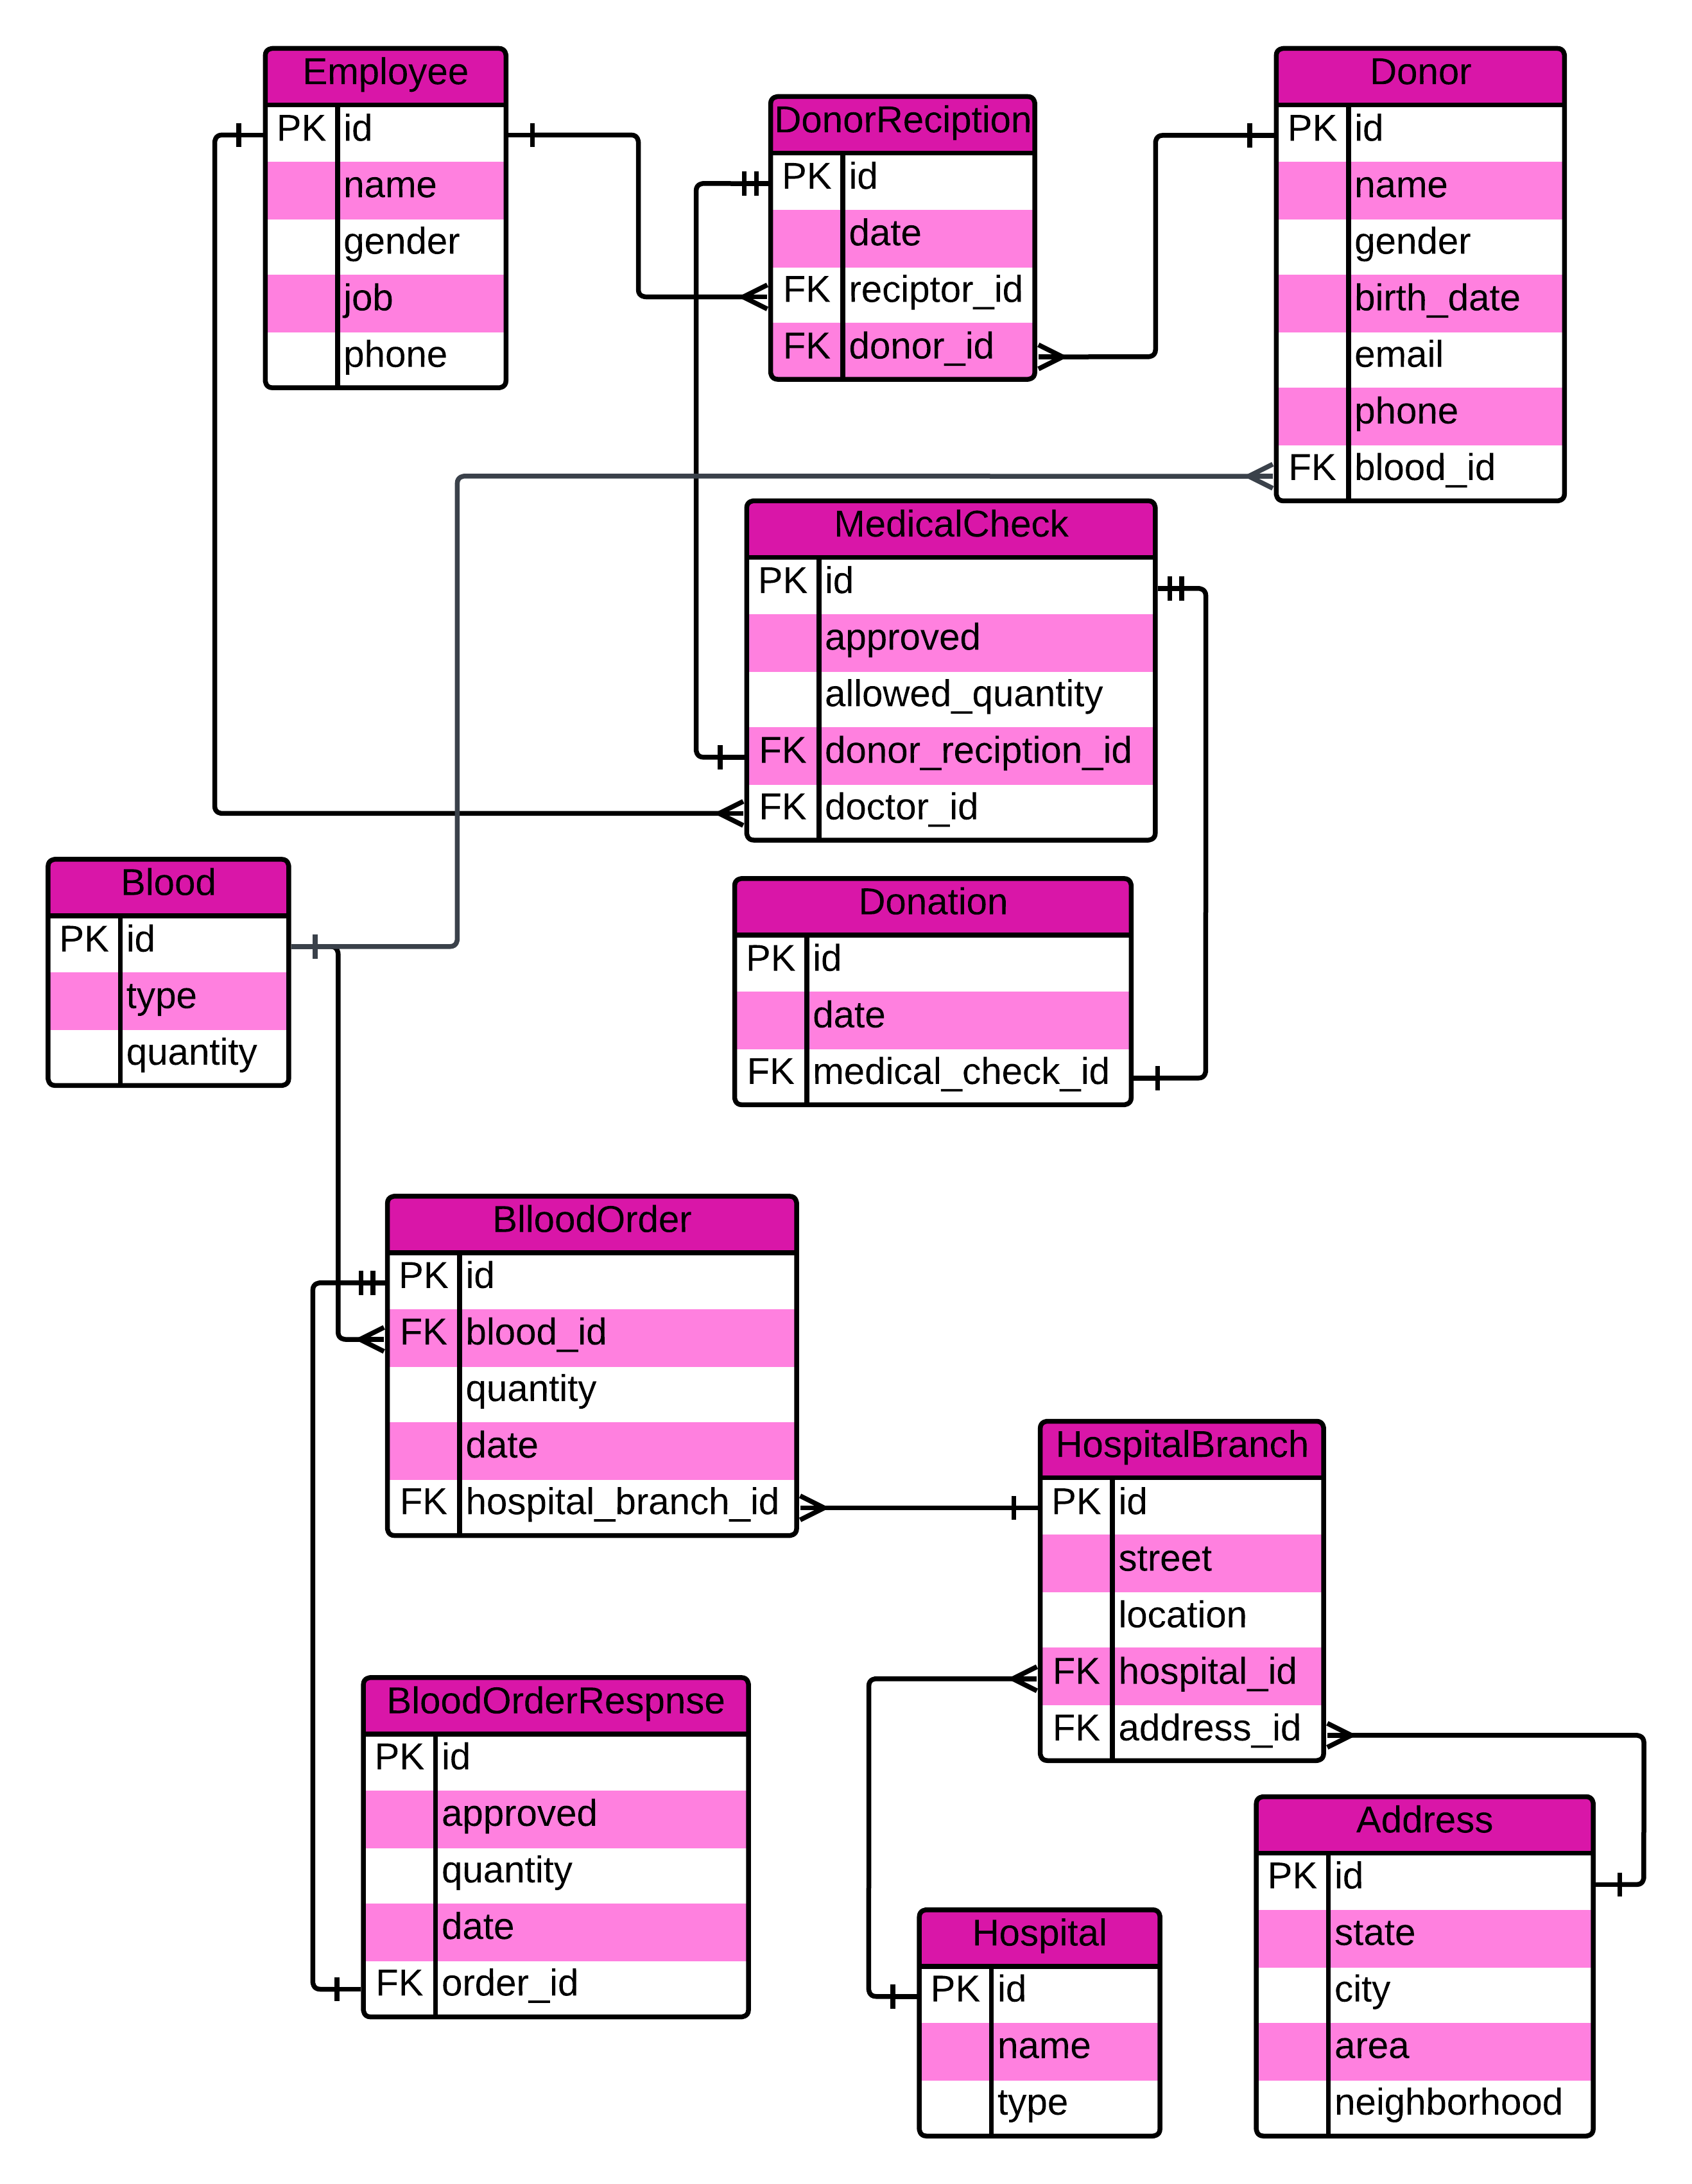 Employee
PK id
name
gender
job
phone
DonorReciption
PK id
date
FK reciptor_id
FK donor_id
Donor
PK id
name
gender
birth_date
email
phone
FK blood_id
MedicalCheck
PK id
approved
allowed_quantity
FK donor_reciption_id
FK doctor_id
Blood
PK id
type
quantity
Donation
PK id
date
FK medical_check_id
BlloodOrder
PK id
FK blood_id
quantity
date
FK hospital_branch_id
HospitalBranch
PK id
street
location
FK hospital_id
FK address_id
BloodOrderRespnse
PK id
approved
quantity
date
FK order_id
Address
PK id
state
city
area
neighborhood
Hospital
PK id
name
type